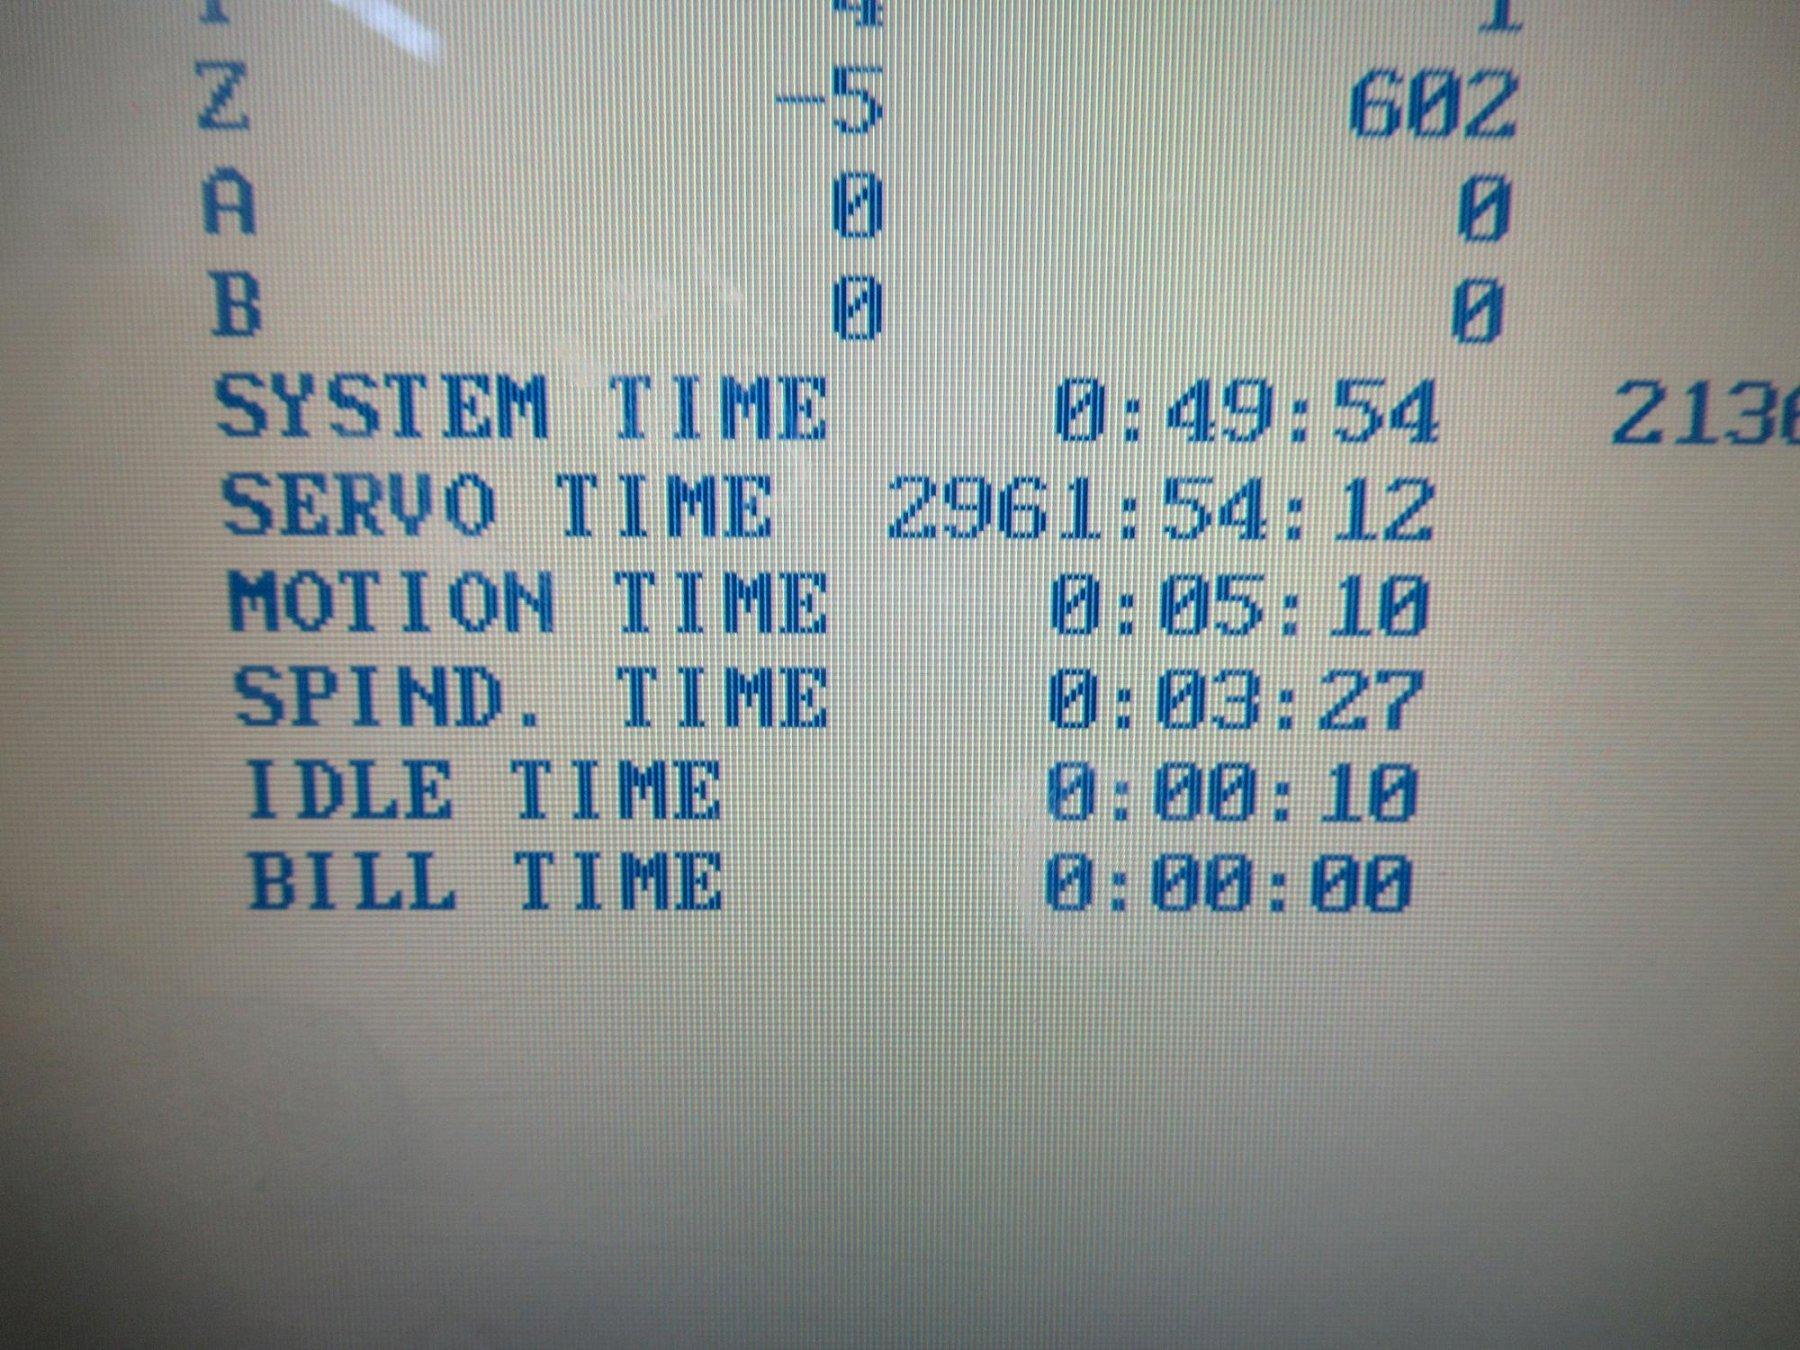 Z -5 602
A 0 0
B 0 0
SYSTEM TIME 0:49:54
SERVO TIME 2961:54:12
MOTION TIME 0:05:10
SPIND. TIME 0:03:27
IDLE TIME 0:00:10
BILL TIME 0:00:00